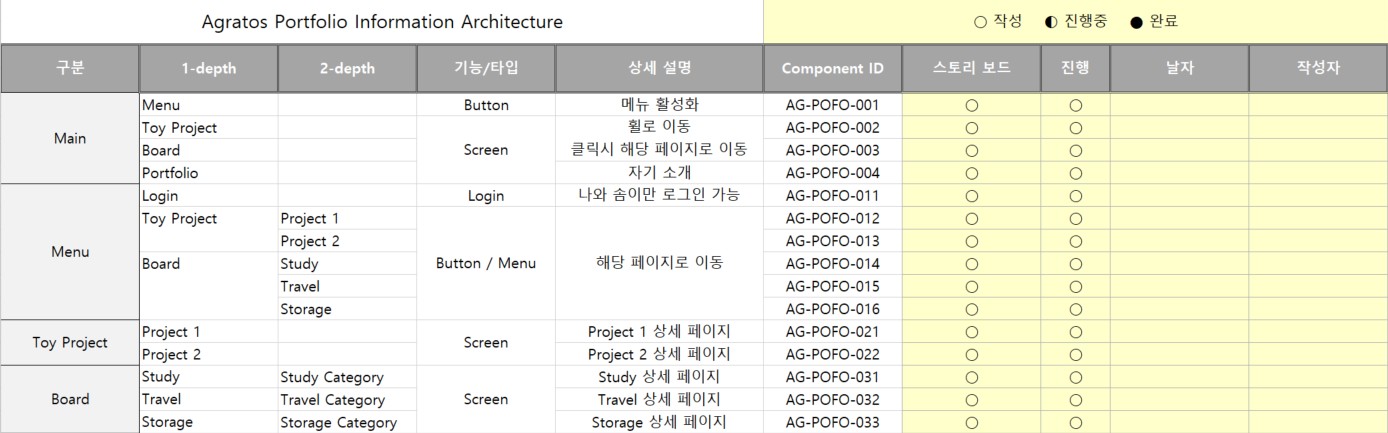 Agratos Portfolio Information Architecture ○ 작성 ◐ 진행중 ● 완료
구분 1-depth 2-depth 기능/타입 상세 설명 Component ID 스토리 보드 진행 날자 작성자
Main Menu Button 메뉴 활성화 AG-POFO-001 ○ ○
Toy Project Screen 휠로 이동 AG-POFO-002 ○ ○
Board 클릭시 해당 페이지로 이동 AG-POFO-003 ○ ○
Portfolio 자기 소개 AG-POFO-004 ○ ○
Menu Login Login 나와 솜이만 로그인 가능 AG-POFO-011 ○ ○
Toy Project Project 1 Button / Menu 해당 페이지로 이동 AG-POFO-012 ○ ○
Project 2 AG-POFO-013 ○ ○
Board Study AG-POFO-014 ○ ○
Travel AG-POFO-015 ○ ○
Storage AG-POFO-016 ○ ○
Toy Project Project 1 Screen Project 1 상세 페이지 AG-POFO-021 ○ ○
Project 2 Project 2 상세 페이지 AG-POFO-022 ○ ○
Board Study Study Category Screen Study 상세 페이지 AG-POFO-031 ○ ○
Travel Travel Category Travel 상세 페이지 AG-POFO-032 ○ ○
Storage Storage Category Storage 상세 페이지 AG-POFO-033 ○ ○